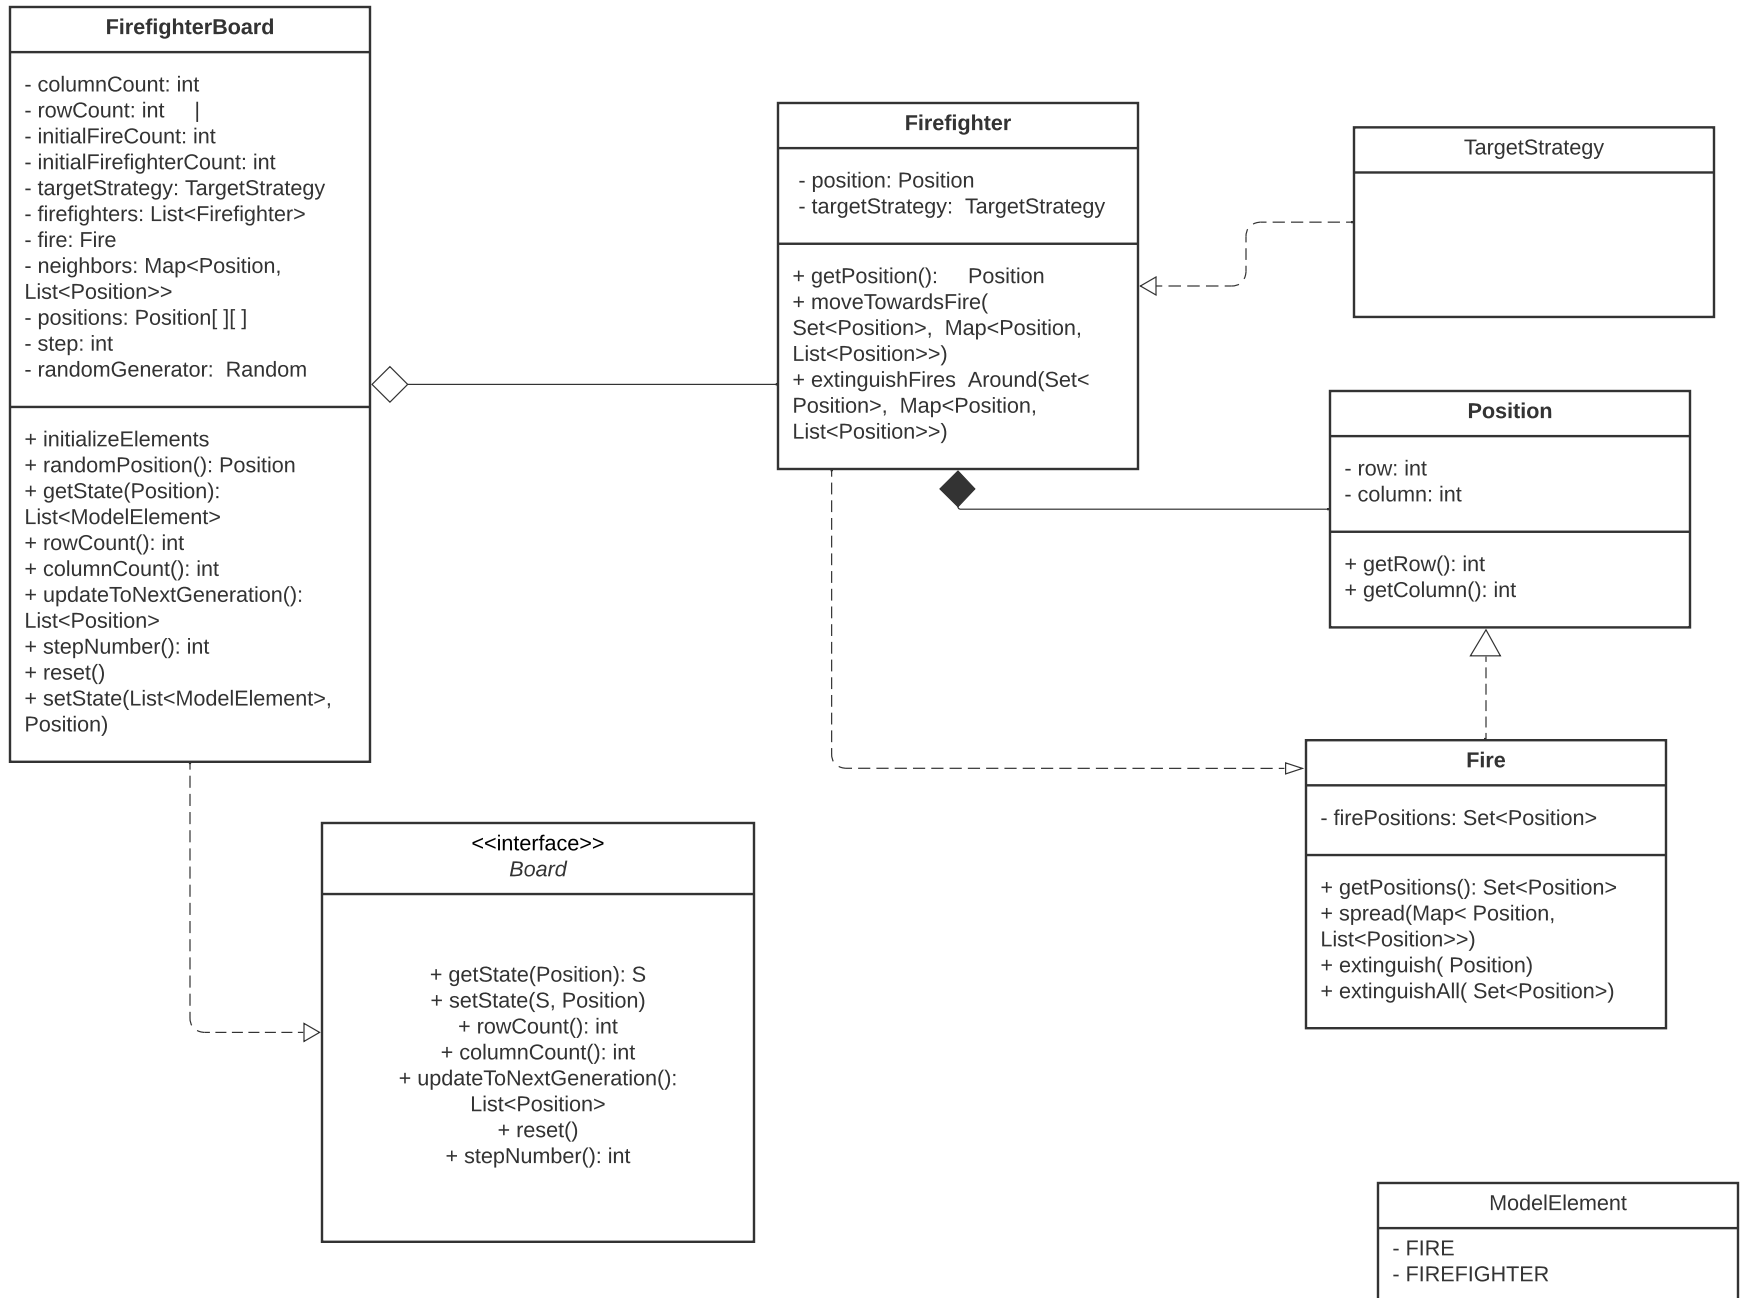 FirefighterBoard
- columnCount: int
- rowCount: int     |
- initialFireCount: int
- initialFirefighterCount: int
- targetStrategy: TargetStrategy
- firefighters: List<Firefighter>
- fire: Fire
- neighbors: Map<Position,
List<Position>>
- positions: Position[ ][ ]
- step: int
- randomGenerator:  Random
+ initializeElements
+ randomPosition(): Position
+ getState(Position):
List<ModelElement>
+ rowCount(): int
+ columnCount(): int
+ updateToNextGeneration():
List<Position>
+ stepNumber(): int
+ reset()
+ setState(List<ModelElement>,
Position)
Firefighter
- position: Position
- targetStrategy:  TargetStrategy
+ getPosition():     Position
+ moveTowardsFire(
Set<Position>,  Map<Position,
List<Position>>)
+ extinguishFires  Around(Set<
Position>,  Map<Position,
List<Position>>)
TargetStrategy
Position
- row: int
- column: int
+ getRow(): int
+ getColumn(): int
Fire
- firePositions: Set<Position>
+ getPositions(): Set<Position>
+ spread(Map< Position,
List<Position>>)
+ extinguish( Position)
+ extinguishAll( Set<Position>)
<<interface>>
Board
+ getState(Position): S
+ setState(S, Position)
+ rowCount(): int
+ columnCount(): int
+ updateToNextGeneration():
List<Position>
+ reset()
+ stepNumber(): int
ModelElement
- FIRE
- FIREFIGHTER